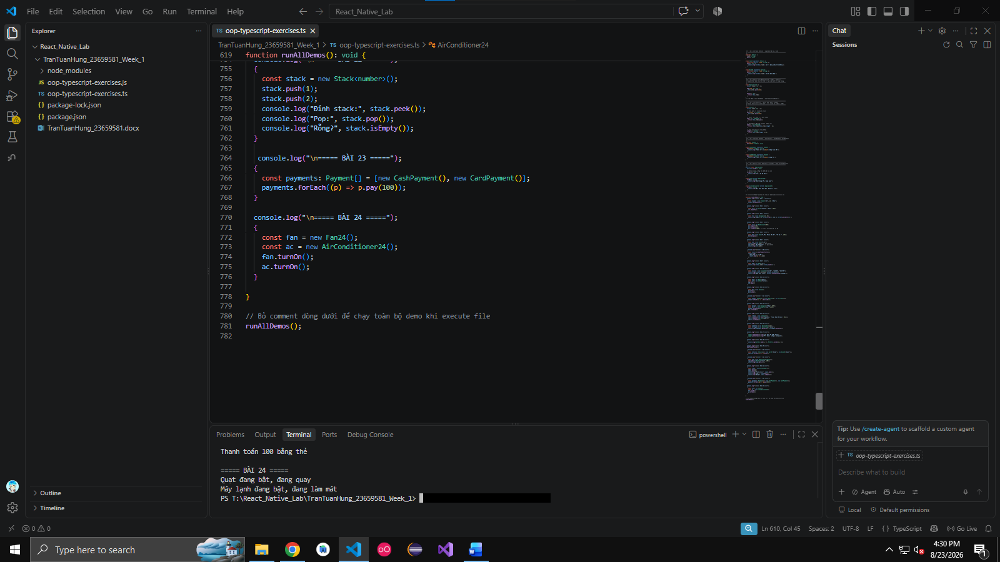 File Edit Selection View Go Run Terminal Help
React_Native_Lab
Explorer
React_Native_Lab
TranTuanHung_23659581_Week_1
node_modules
JS oop-typescript-exercises.js
TS oop-typescript-exercises.ts
{} package-lock.json
{} package.json
TranTuanHung_23659581.docx
Outline
Timeline
TS oop-typescript-exercises.ts
TranTuanHung_23659581_Week_1 > TS oop-typescript-exercises.ts > AirConditioner24
619 function runAllDemos(): void {
755 {
756 const stack = new Stack<number>();
757 stack.push(1);
758 stack.push(2);
759 console.log("Đỉnh stack:", stack.peek());
760 console.log("Pop:", stack.pop());
761 console.log("Rỗng?", stack.isEmpty());
762 }
763
764 console.log("\n===== BÀI 23 =====");
765 {
766 const payments: Payment[] = [new CashPayment(), new CardPayment()];
767 payments.forEach((p) => p.pay(100));
768 }
769
770 console.log("\n===== BÀI 24 =====");
771 {
772 const fan = new Fan24();
773 const ac = new AirConditioner24();
774 fan.turnOn();
775 ac.turnOn();
776 }
777
778 }
779
780 // Bỏ comment dòng dưới để chạy toàn bộ demo khi execute file
781 runAllDemos();
782
Problems Output Terminal Ports Debug Console
powershell
Thanh toán 100 bằng thẻ
===== BÀI 24 =====
Quạt đang bật, đang quay
Máy lạnh đang bật, đang làm mát
PS T:\React_Native_Lab\TranTuanHung_23659581_Week_1>
Chat
Sessions
Tip: Use /create-agent to scaffold a custom agent
for your workflow.
TS oop-typescript-exercises.ts
Describe what to build
Agent Auto
Local Default permissions
0 0
Ln 610, Col 45 Spaces: 2 UTF-8 LF {} TypeScript Go Live
Type here to search
4:30 PM
8/23/2026
1